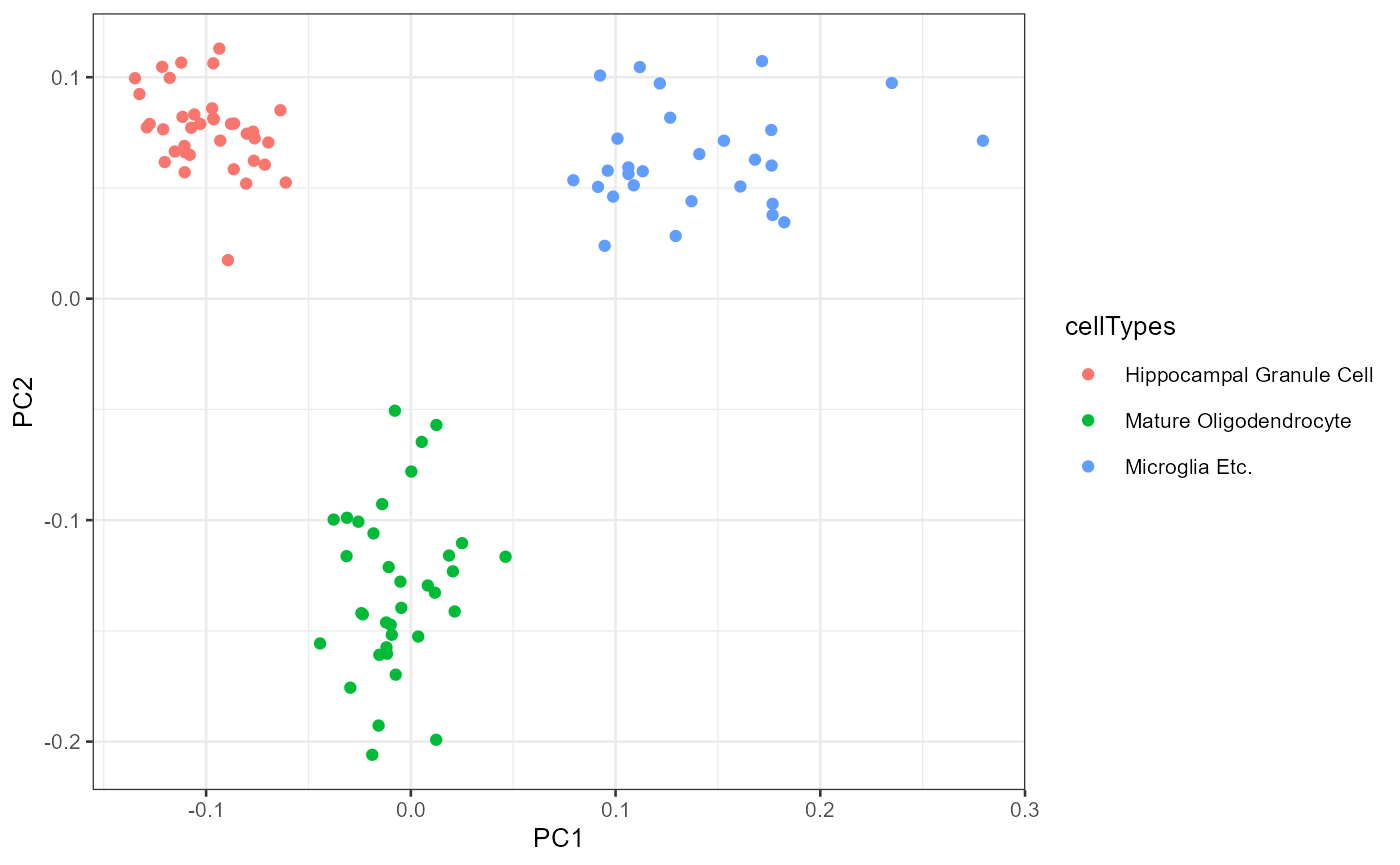 0.1
0.0
-0.1
-0.2
PC2
-0.1
0.0
0.1
0.2
0.3
PC1
cellTypes
Hippocampal Granule Cell
Mature Oligodendrocyte
Microglia Etc.